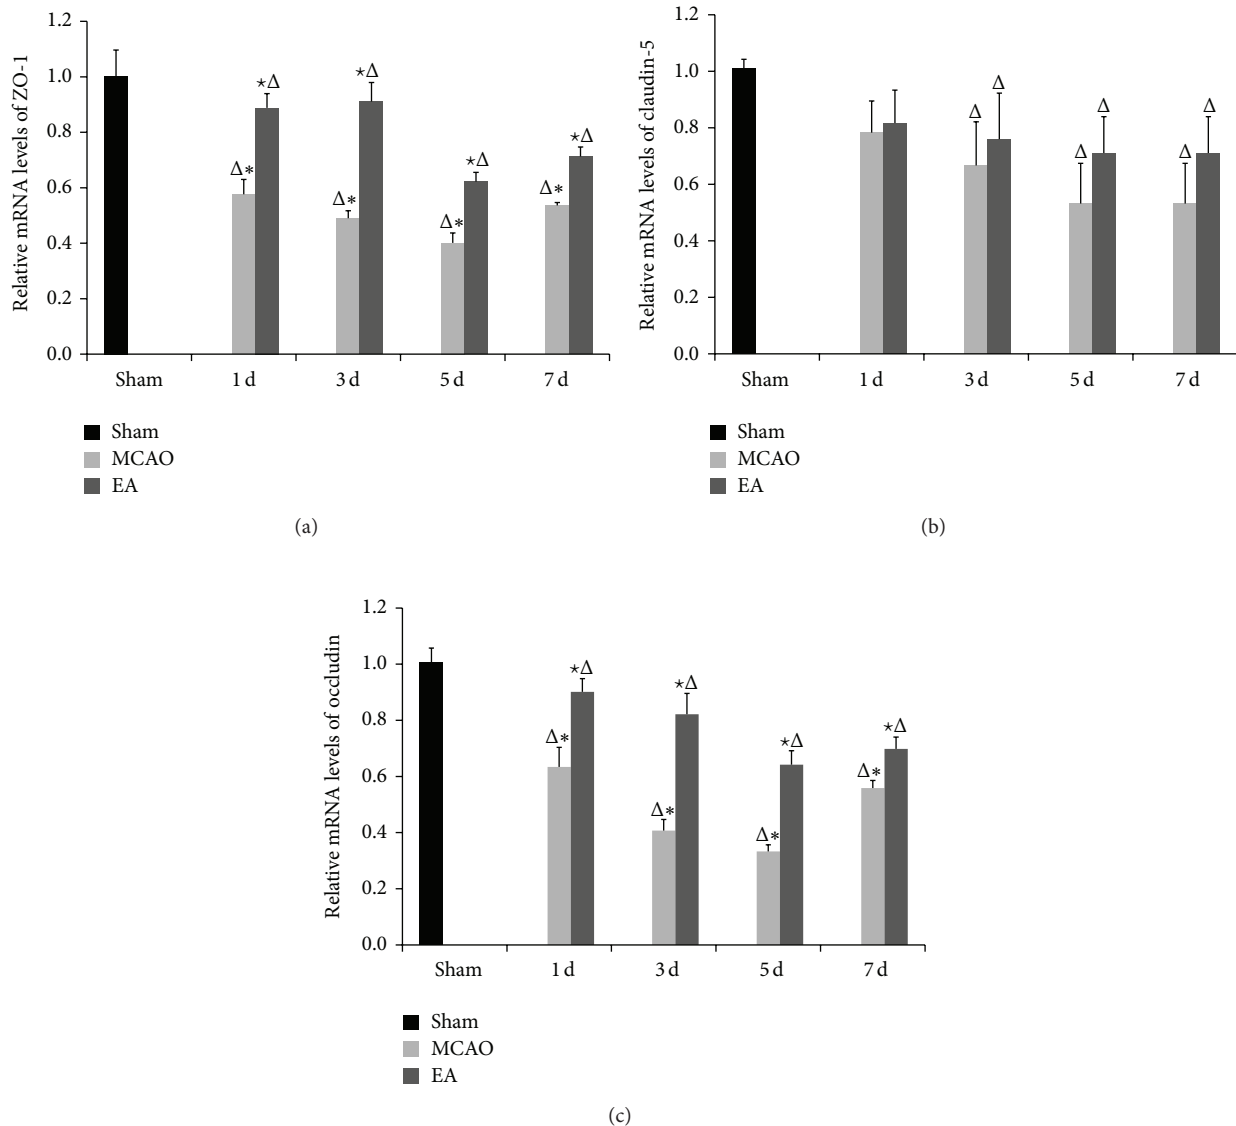 Relative mRNA levels of ZO-1
1.2
1.0
0.8
0.6
0.4
0.2
0.0
Δ*
⋆Δ
Δ*
⋆Δ
Δ*
⋆Δ
Δ*
⋆Δ
Sham 1 d 3 d 5 d 7 d
Sham
MCAO
EA
(a)
Relative mRNA levels of claudin-5
1.2
1.0
0.8
0.6
0.4
0.2
0.0
Δ
Δ
Δ
Δ
Δ
Δ
Sham 1 d 3 d 5 d 7 d
Sham
MCAO
EA
(b)
Relative mRNA levels of occludin
1.2
1.0
0.8
0.6
0.4
0.2
0.0
Δ*
⋆Δ
Δ*
⋆Δ
Δ*
⋆Δ
Δ*
⋆Δ
Sham 1 d 3 d 5 d 7 d
Sham
MCAO
EA
(c)